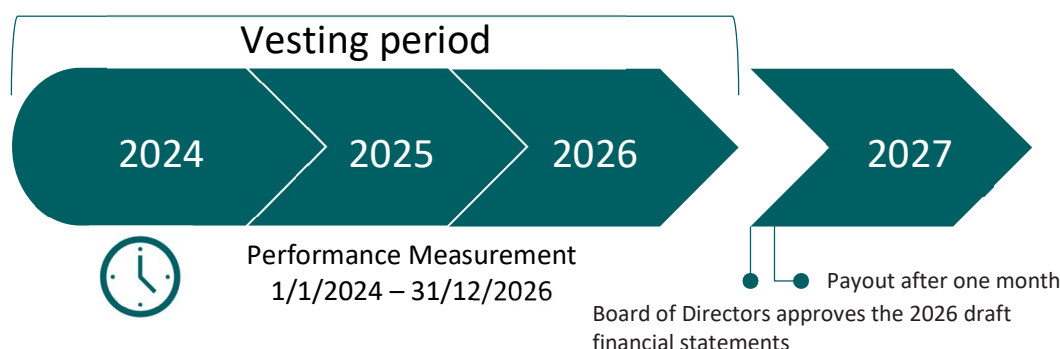 Vesting period
2024
2025
2026
2027
Performance Measurement
1/1/2024 – 31/12/2026
Payout after one month
Board of Directors approves the 2026 draft
financial statements